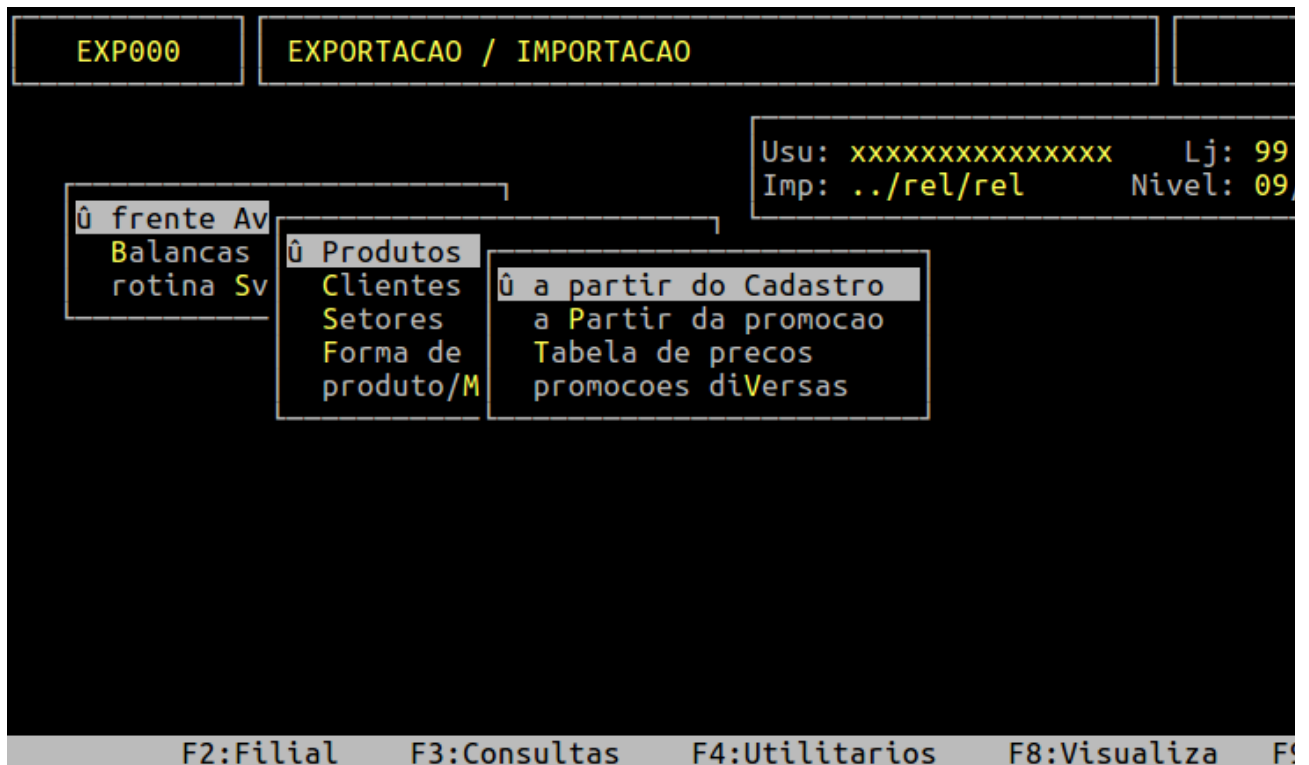 EXP000
EXPORTACAO / IMPORTACAO
Usu: xxxxxxxxxxxxxxx Lj: 99
Imp: ../rel/rel Nivel: 09/
û frente Av
Balancas
rotina Sv
û Produtos
Clientes
Setores
Forma de
produto/M
û a partir do Cadastro
a Partir da promocao
Tabela de precos
promocoes diVersas
F2:Filial F3:Consultas F4:Utilitarios F8:Visualiza